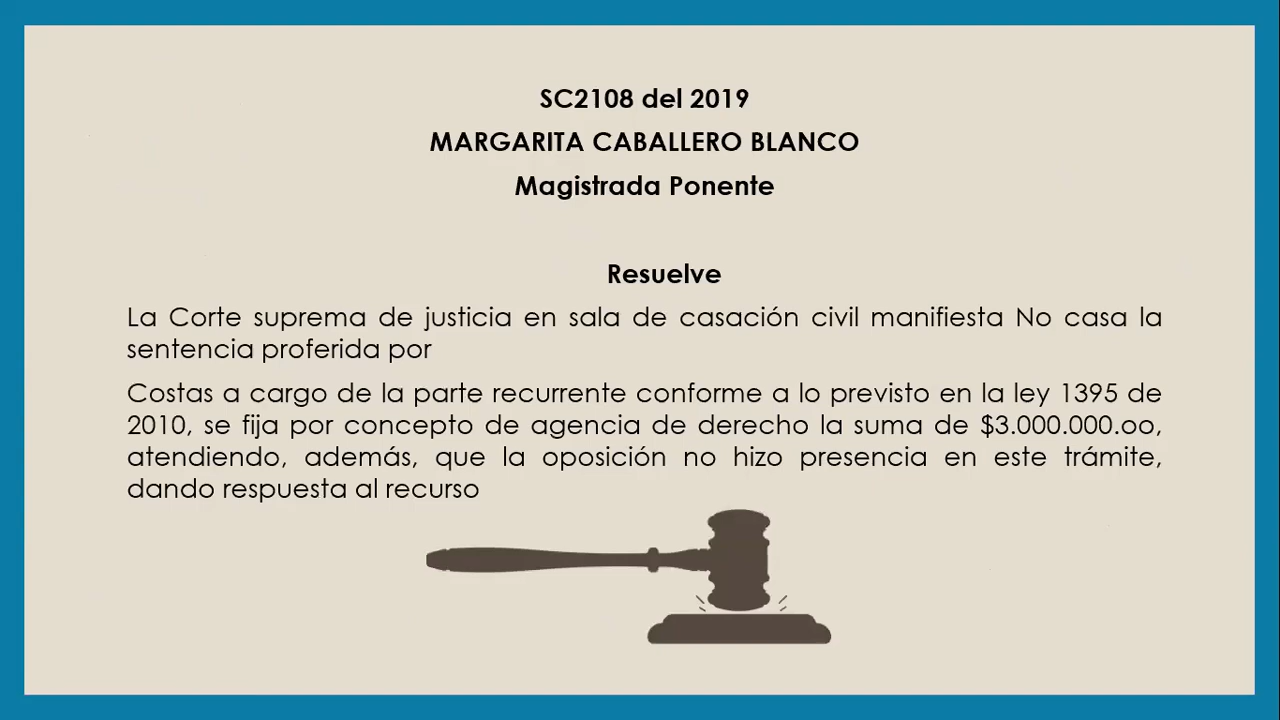 SC2108 del 2019
MARGARITA CABALLERO BLANCO
Magistrada Ponente
Resuelve
La Corte suprema de justicia en sala de casación civil manifiesta No casa la
sentencia proferida por
Costas a cargo de la parte recurrente conforme a lo previsto en la ley 1395 de
2010, se fija por concepto de agencia de derecho la suma de $3.000.000.oo,
atendiendo, además, que la oposición no hizo presencia en este trámite,
dando respuesta al recurso